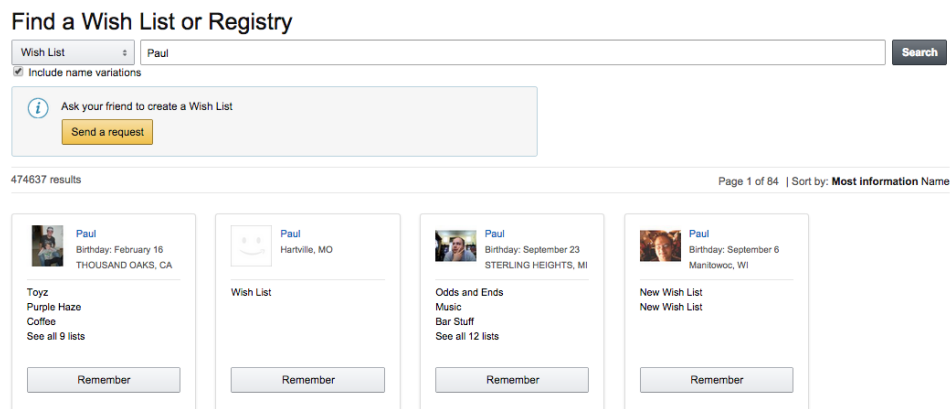 Find a Wish List or Registry
Wish List
Paul
Search
Include name variations
Ask your friend to create a Wish List
Send a request
474637 results
Page 1 of 84 | Sort by: Most information Name
Paul
Birthday: February 16
THOUSAND OAKS, CA
Toyz
Purple Haze
Coffee
See all 9 lists
Remember
Paul
Hartville, MO
Wish List
Remember
Paul
Birthday: September 23
STERLING HEIGHTS, MI
Odds and Ends
Music
Bar Stuff
See all 12 lists
Remember
Paul
Birthday: September 6
Manitowoc, WI
New Wish List
New Wish List
Remember